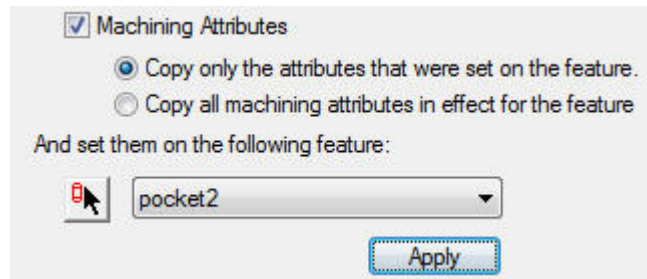 Machining Attributes
Copy only the attributes that were set on the feature.
Copy all machining attributes in effect for the feature
And set them on the following feature:
pocket2
Apply